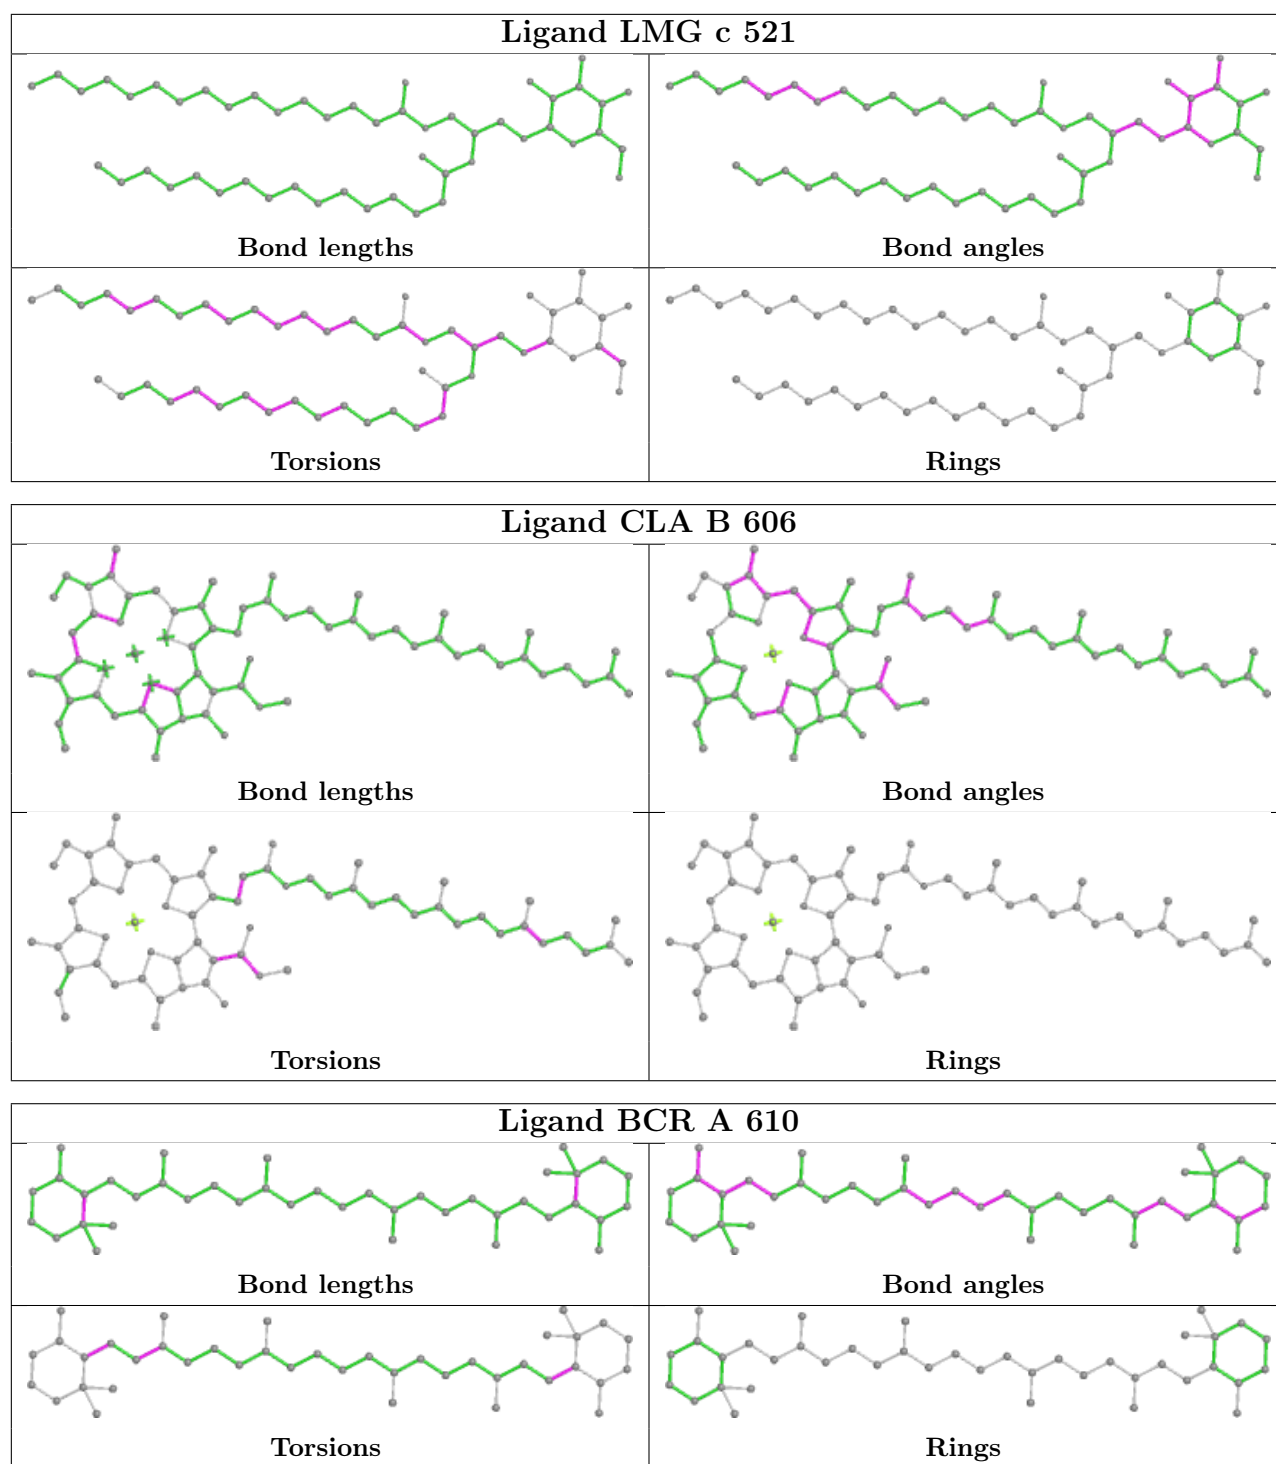 Ligand LMG c 521
Bond lengths
Bond angles
Torsions
Rings
Ligand CLA B 606
Bond lengths
Bond angles
Torsions
Rings
Ligand BCR A 610
Bond lengths
Bond angles
Torsions
Rings